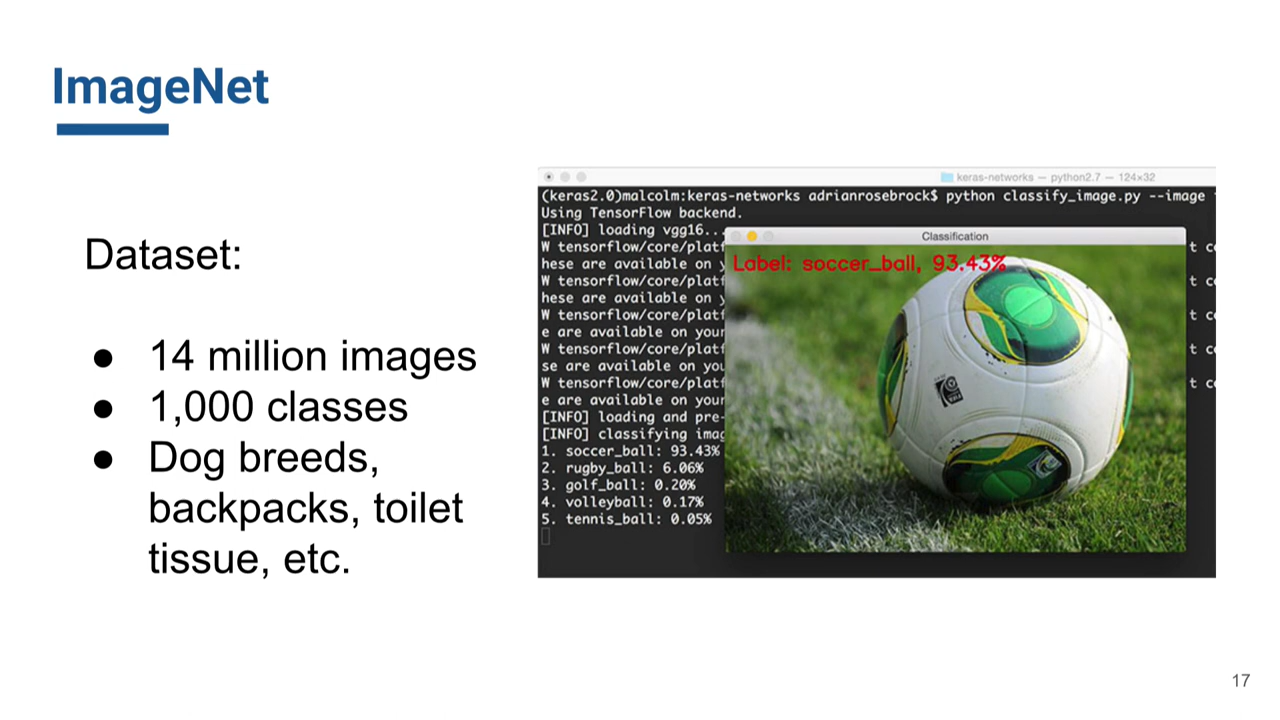 ImageNet
Dataset:
● 14 million images
● 1,000 classes
● Dog breeds,
backpacks, toilet
tissue, etc.
keras-networks — python2.7 — 124×32
(keras2.0)malcolm:keras-networks adrianrosebrock$ python classify_image.py --image
Using TensorFlow backend.
[INFO] loading vgg16...
W tensorflow/core/platf
hese are available on y
W tensorflow/core/platf
hese are available on y
W tensorflow/core/platf
e are available on your
W tensorflow/core/platf
se are available on you
W tensorflow/core/platf
e are available on your
[INFO] loading and pre-
[INFO] classifying imag
1. soccer_ball: 93.43%
2. rugby_ball: 6.06%
3. golf_ball: 0.20%
4. volleyball: 0.17%
5. tennis_ball: 0.05%
Classification
Label: soccer_ball, 93.43%
FIFA
17